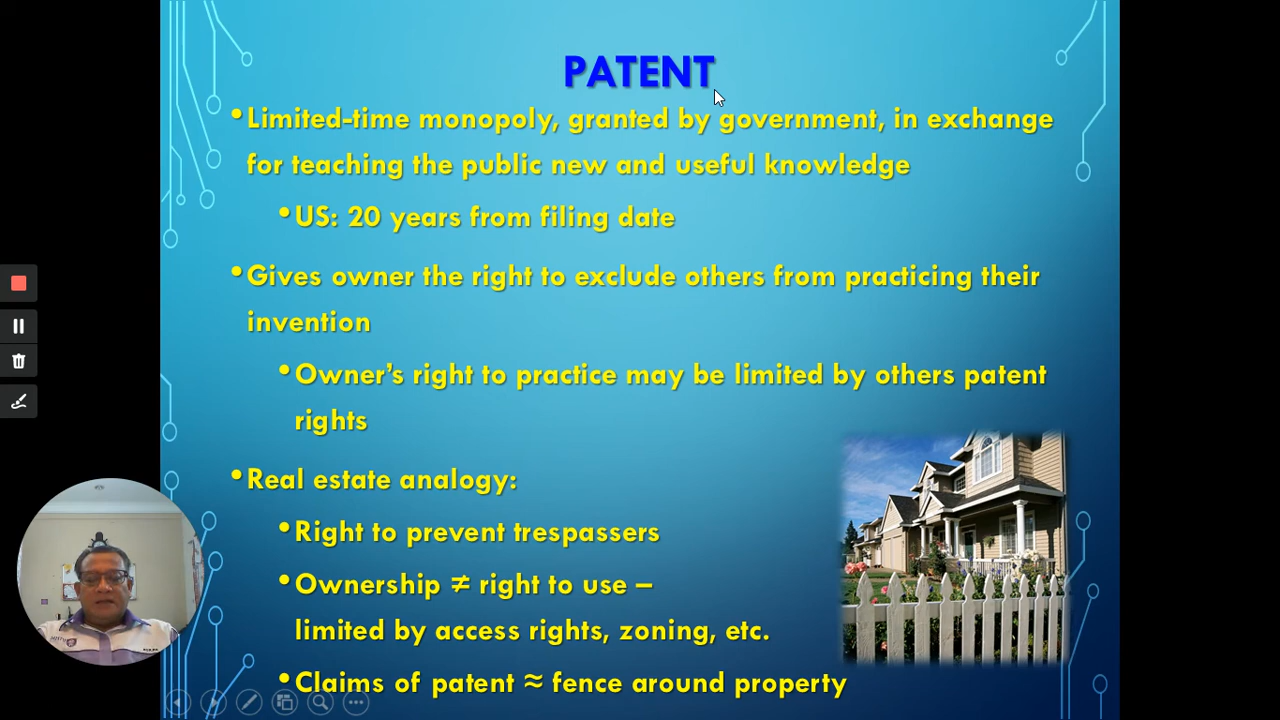 PATENT
•Limited-time monopoly, granted by government, in exchange
for teaching the public new and useful knowledge
•US: 20 years from filing date
•Gives owner the right to exclude others from practicing their
invention
•Owner’s right to practice may be limited by others patent
rights
•Real estate analogy:
•Right to prevent trespassers
•Ownership ≠ right to use –
limited by access rights, zoning, etc.
•Claims of patent ≈ fence around property